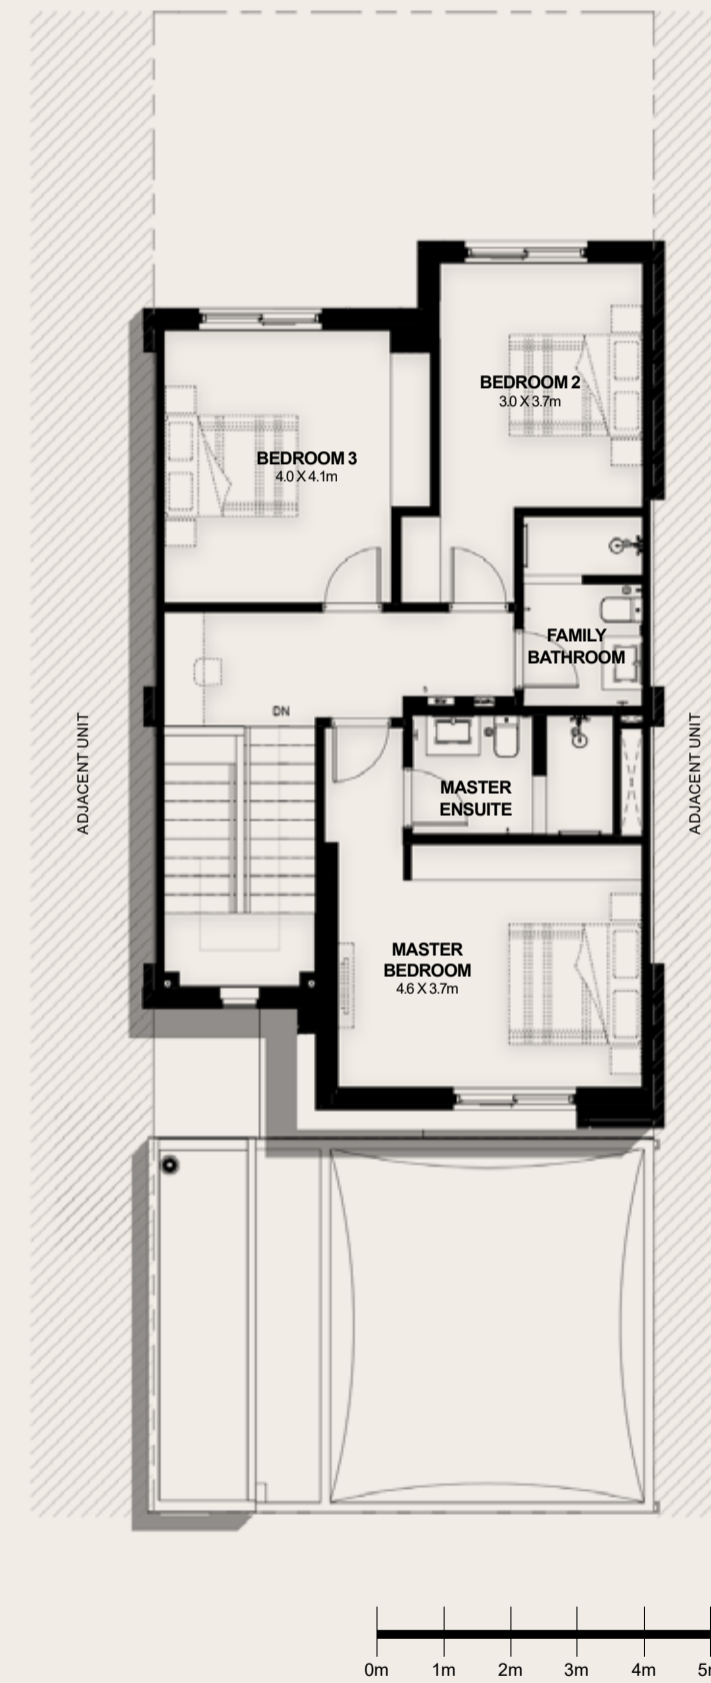 BEDROOM 2
3.0 X 3.7m
BEDROOM 3
4.0 X 4.1m
FAMILY
BATHROOM
DN
ADJACENT UNIT
ADJACENT UNIT
MASTER
ENSUITE
MASTER
BEDROOM
4.6 X 3.7m
0m 1m 2m 3m 4m 5m